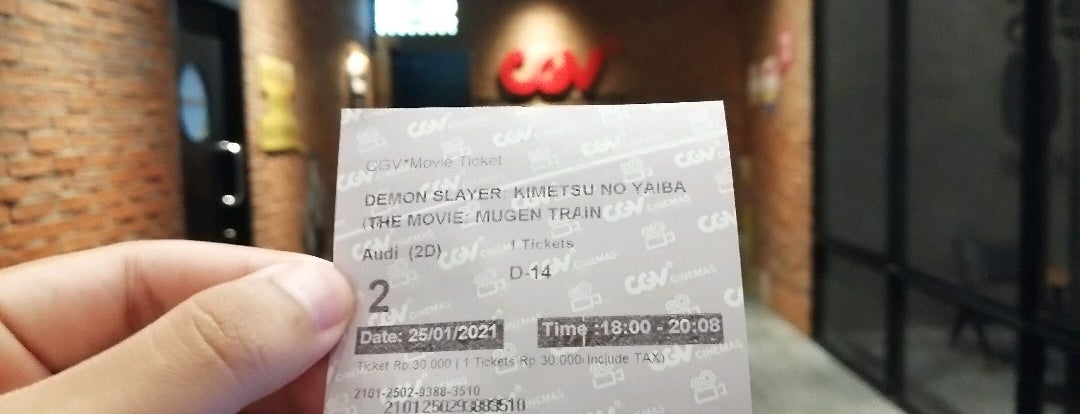 CGV
CGV*Movie Ticket
DEMON SLAYER: KIMETSU NO YAIBA
(THE MOVIE: MUGEN TRAIN
Audi (2D) 1 Tickets
D-14
2
Date: 25/01/2021 Time :18:00 - 20:08
Ticket Rp 30.000 | 1 Tickets Rp 30.000(Include TAX)
2101-2502-9388-3510
2101250293883510